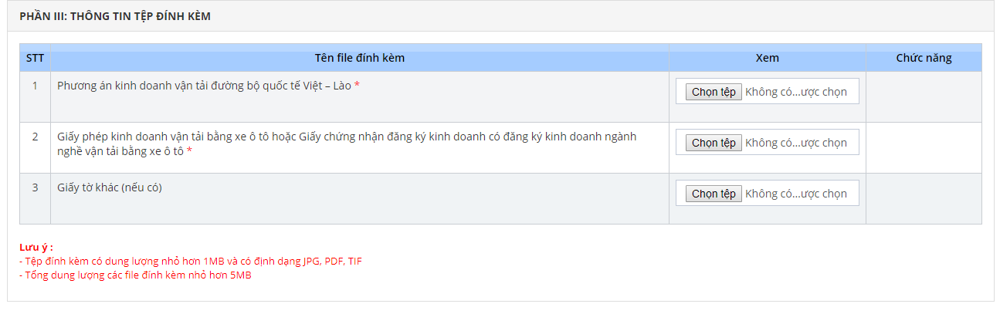 PHẦN III: THÔNG TIN TỆP ĐÍNH KÈM
STT Tên file đính kèm Xem Chức năng
1 Phương án kinh doanh vận tải đường bộ quốc tế Việt – Lào * Chọn tệp Không có...ược chọn
2 Giấy phép kinh doanh vận tải bằng xe ô tô hoặc Giấy chứng nhận đăng ký kinh doanh có đăng ký kinh doanh ngành Chọn tệp Không có...ược chọn
nghề vận tải bằng xe ô tô *
3 Giấy tờ khác (nếu có) Chọn tệp Không có...ược chọn
Lưu ý :
- Tệp đính kèm có dung lượng nhỏ hơn 1MB và có định dạng JPG, PDF, TIF
- Tổng dung lượng các file đính kèm nhỏ hơn 5MB